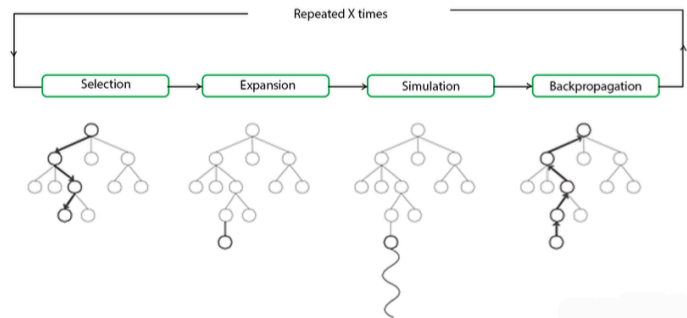 Repeated X times
Selection
Expansion
Simulation
Backpropagation